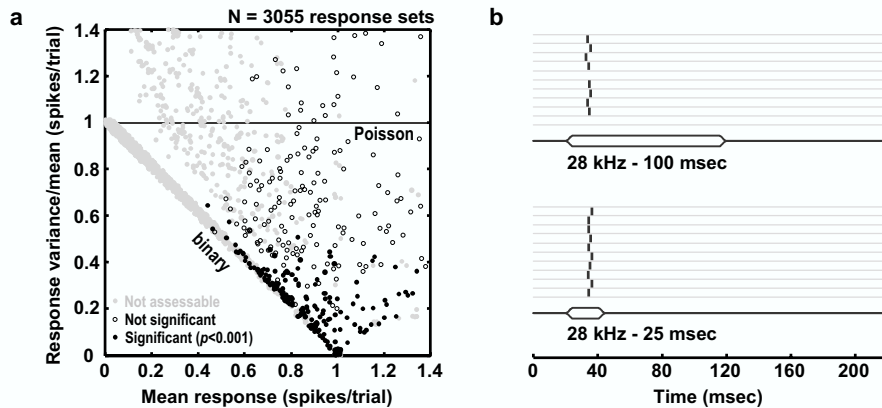 a
N = 3055 response sets
Response variance/mean (spikes/trial)
1.4
1.2
1
0.8
0.6
0.4
0.2
0
Poisson
binary
Not assessable
Not significant
Significant (p<0.001)
0 0.2 0.4 0.6 0.8 1.0 1.2 1.4
Mean response (spikes/trial)
b
28 kHz - 100 msec
28 kHz - 25 msec
0 40 80 120 160 200
Time (msec)